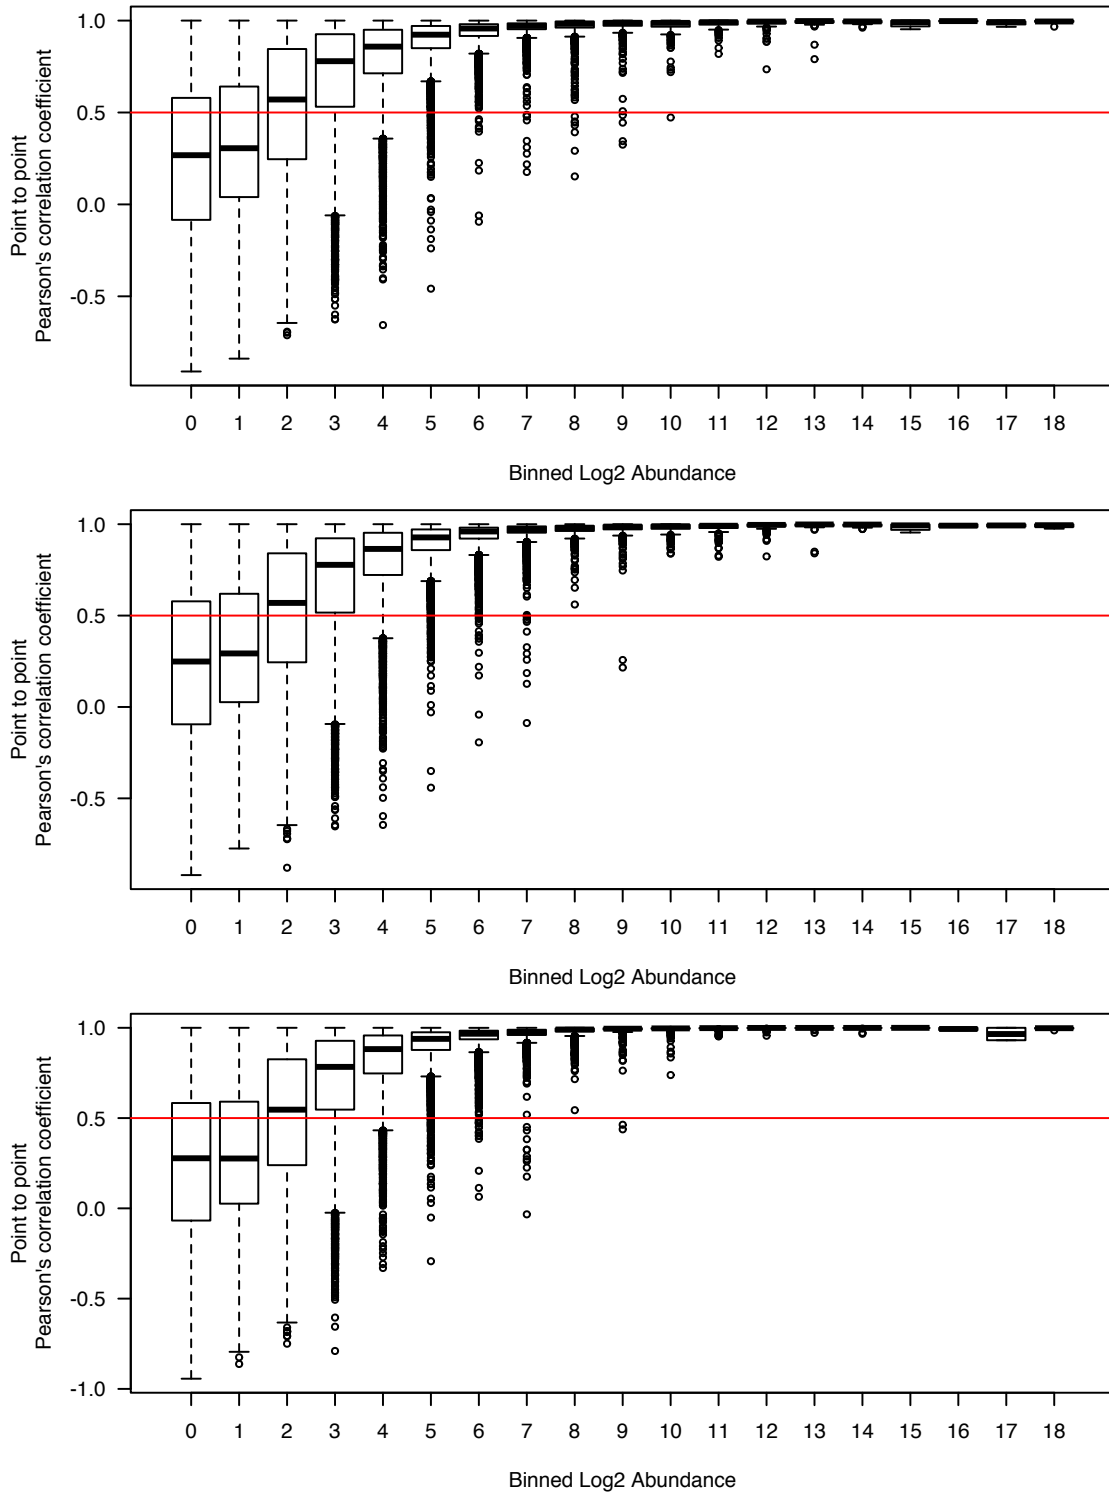 Point to point
Pearson's correlation coefficient
1.0
0.5
0.0
-0.5
0 1 2 3 4 5 6 7 8 9 10 11 12 13 14 15 16 17 18
Binned Log2 Abundance
Point to point
Pearson's correlation coefficient
1.0
0.5
0.0
-0.5
0 1 2 3 4 5 6 7 8 9 10 11 12 13 14 15 16 17 18
Binned Log2 Abundance
Point to point
Pearson's correlation coefficient
1.0
0.5
0.0
-0.5
-1.0
0 1 2 3 4 5 6 7 8 9 10 11 12 13 14 15 16 17 18
Binned Log2 Abundance